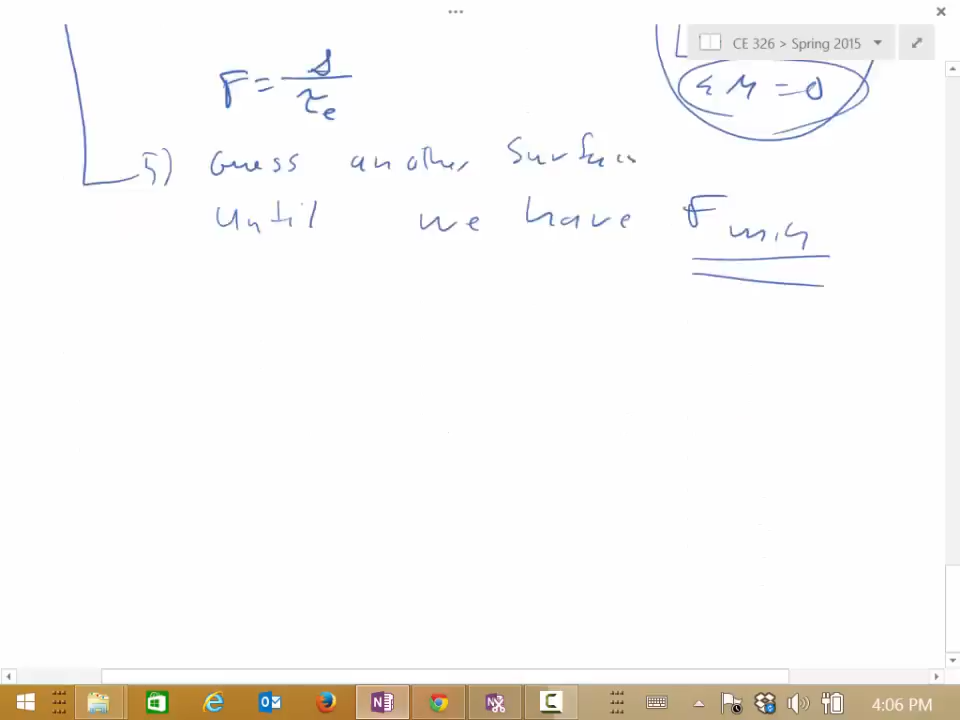 CE 326 > Spring 2015
F = s / τe
ΣM = 0
5) Guess another Surface
Until we have Fmin
4:06 PM